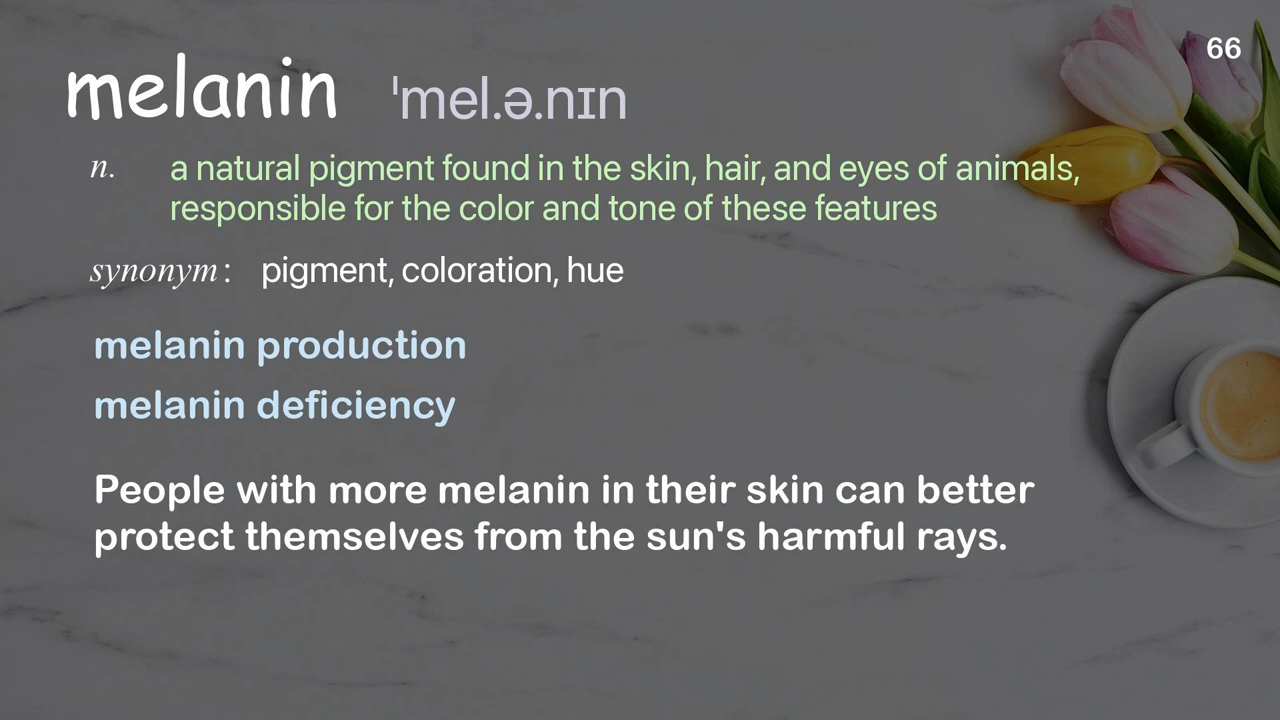 66
melanin ˈmel.ə.nɪn
n. a natural pigment found in the skin, hair, and eyes of animals,
responsible for the color and tone of these features
synonym: pigment, coloration, hue
melanin production
melanin deficiency
People with more melanin in their skin can better
protect themselves from the sun's harmful rays.